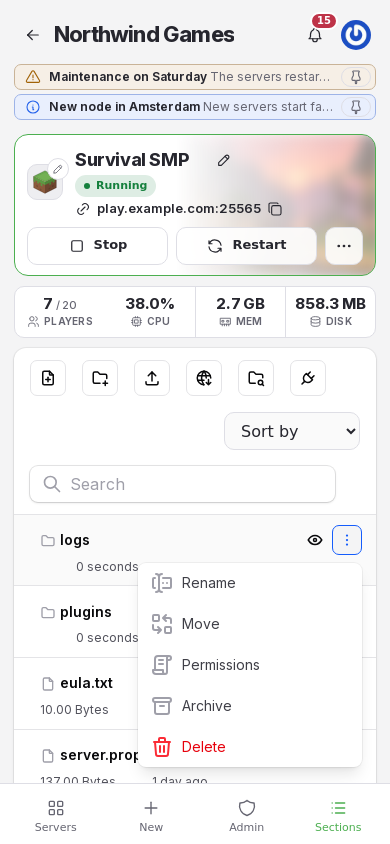 Northwind Games
15
Maintenance on Saturday The servers restar…
New node in Amsterdam New servers start fa…
Survival SMP
Running
play.example.com:25565
Stop
Restart
7 / 20
PLAYERS
38.0%
CPU
2.7 GB
MEM
858.3 MB
DISK
Sort by
Search
logs
0 seconds
Rename
plugins
Move
0 seconds
Permissions
eula.txt
10.00 Bytes
Archive
server.prop
Delete
137.00 Bytes
1 day ago
Servers
New
Admin
Sections